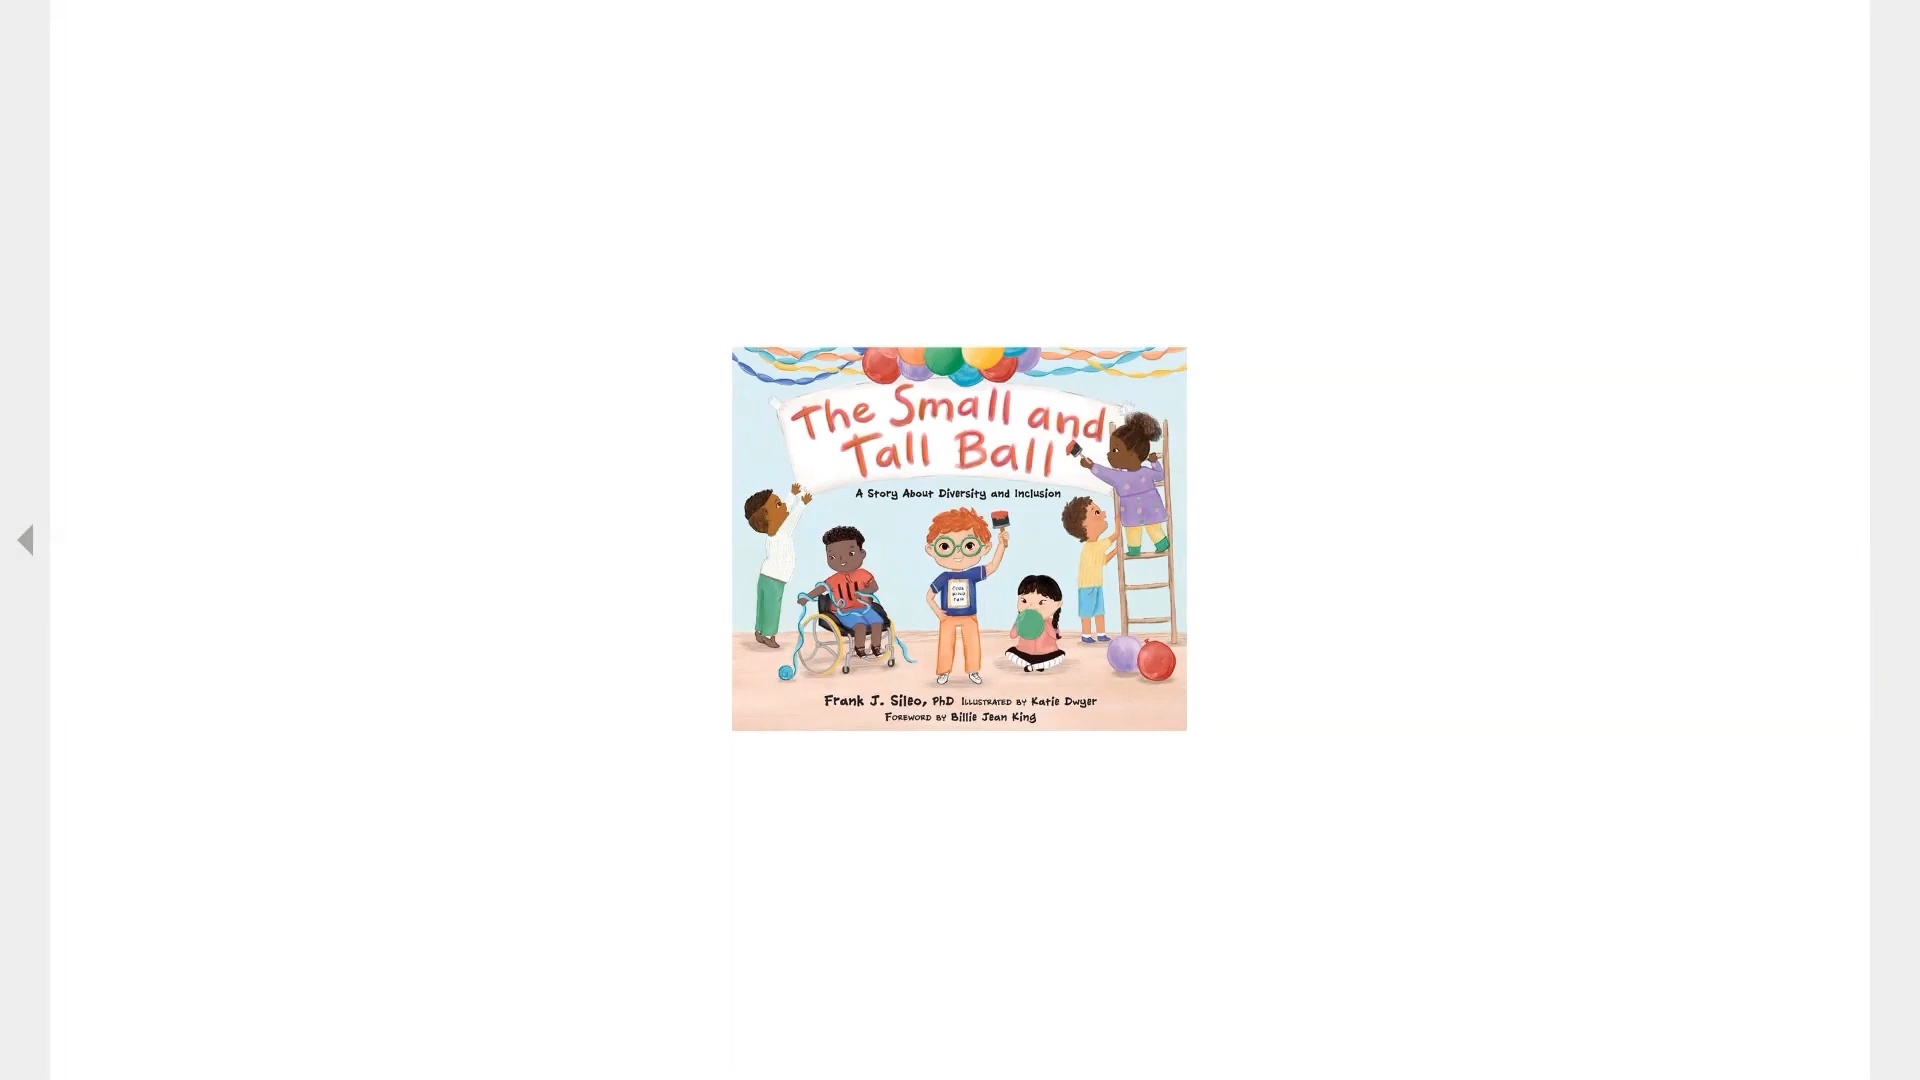 The Small and
Tall Ball
A Story About Diversity and Inclusion
Frank J. Sileo, PhD Illustrated by Katie Dwyer
Foreword by Billie Jean King